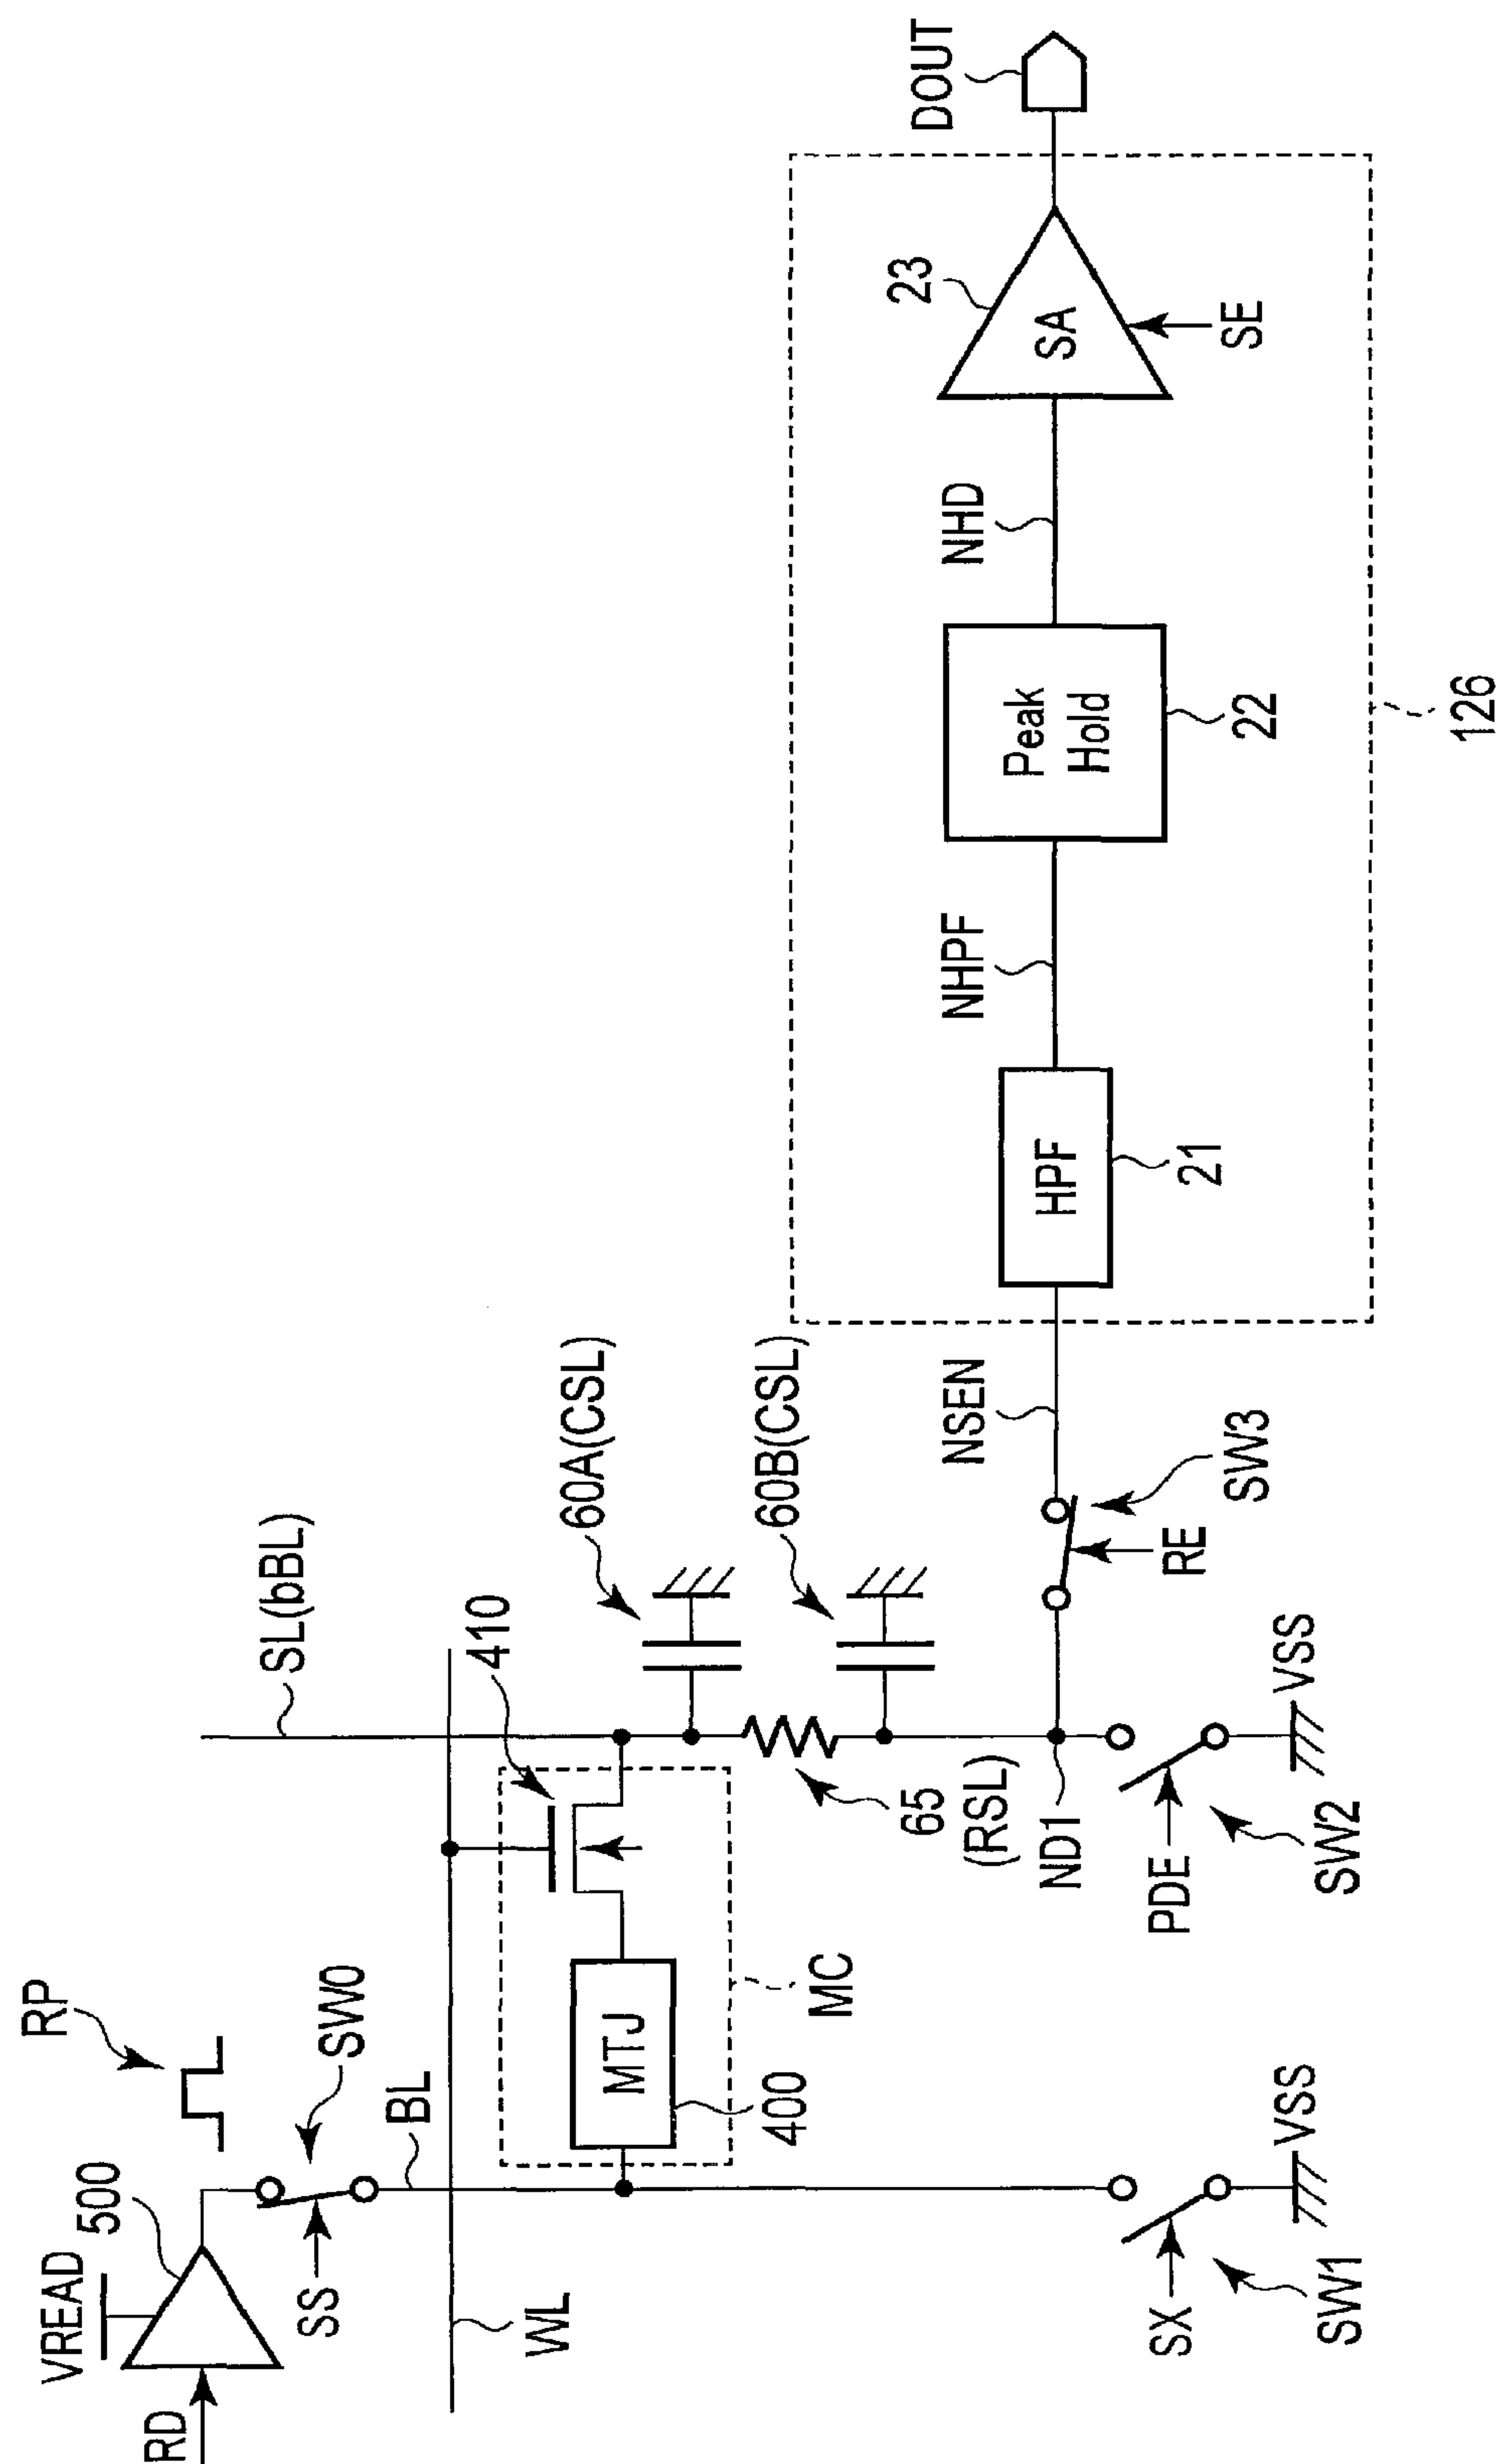 RD
VREAD
500
RP
SS
SW0
BL
WL
SL(bBL)
410
MTJ
400
MC
60A(CSL)
60B(CSL)
65
(RSL)
ND1
PDE
SW2
VSS
SX
SW1
VSS
RE
SW3
NSEN
HPF
21
NHPF
Peak
Hold
22
NHD
SA
23
SE
126
DOUT